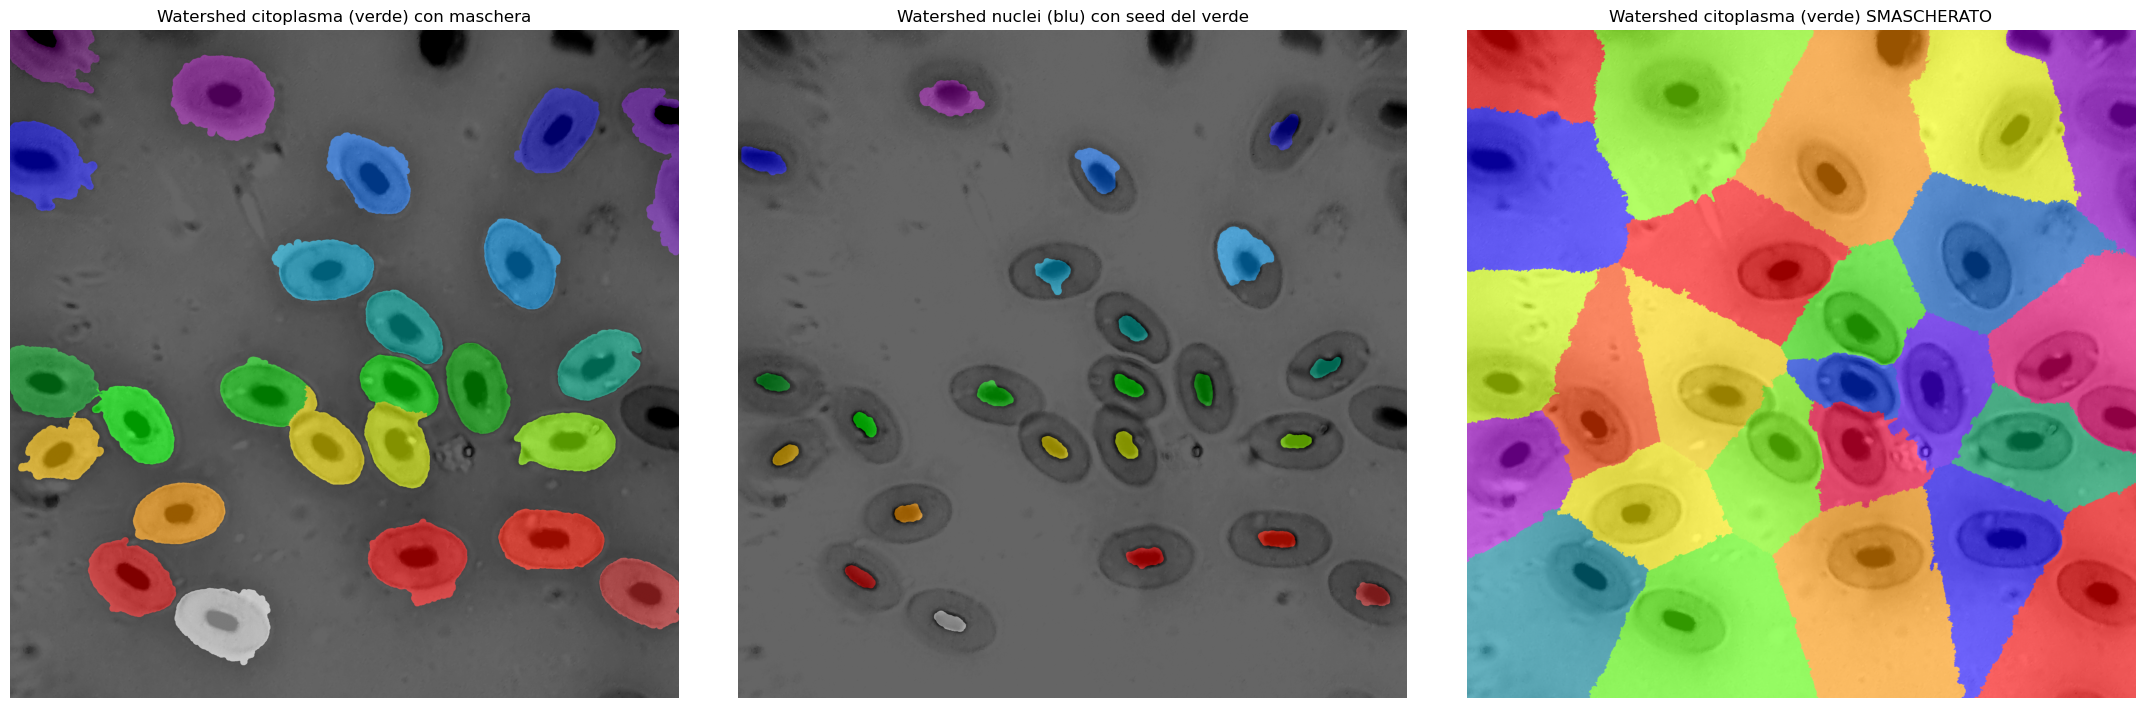 Watershed citoplasma (verde) con maschera
Watershed nuclei (blu) con seed del verde
Watershed citoplasma (verde) SMASCHERATO